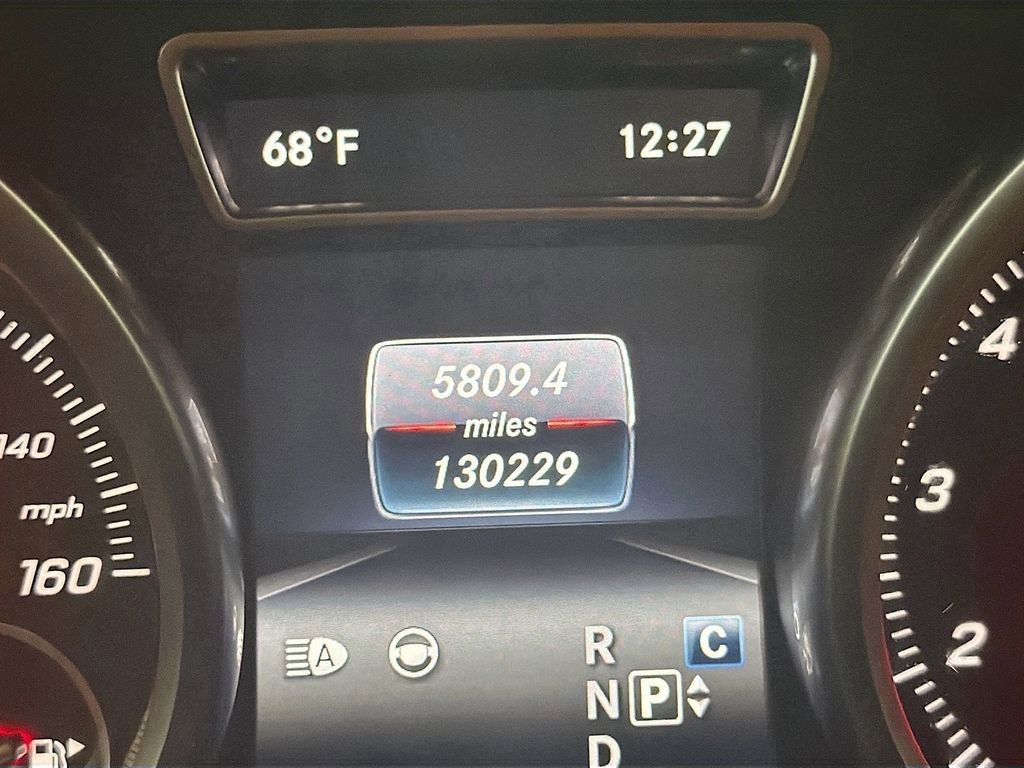 68°F 12:27
5809.4
miles
130229
140
mph
160
4
3
2
A
R C
N P
D